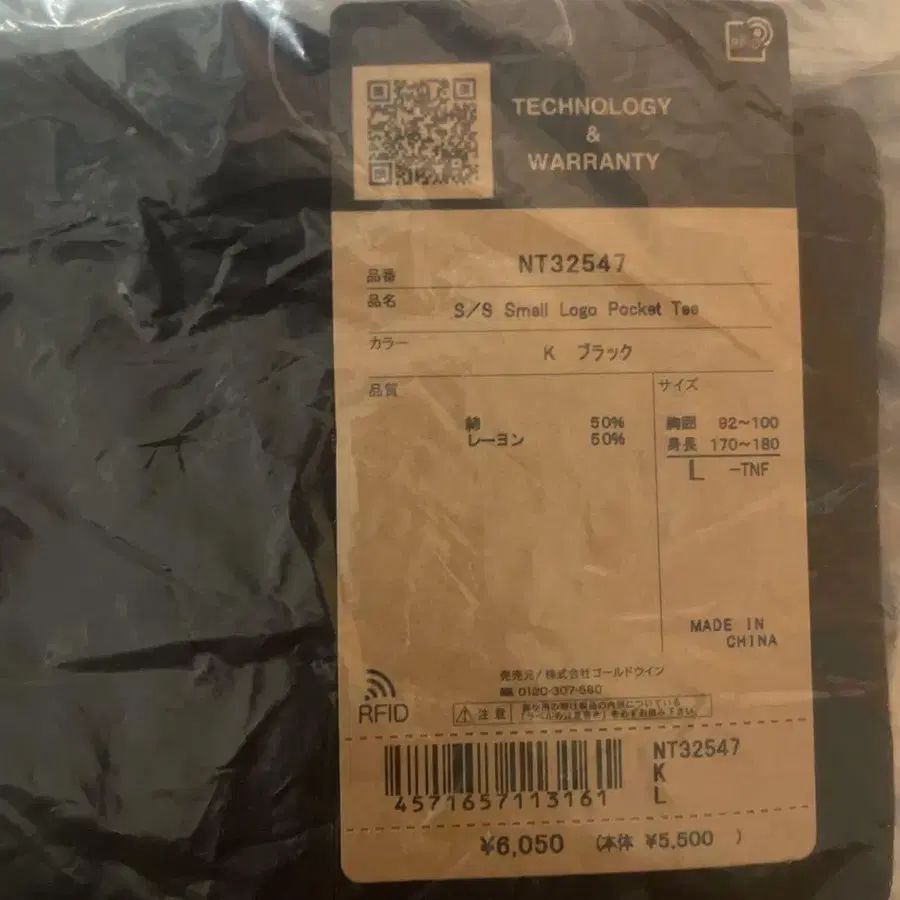 RFID
TECHNOLOGY
&
WARRANTY
品番 NT32547
品名 S/S Small Logo Pocket Tee
カラー K ブラック
品質
綿 50%
レーヨン 50%
サイズ
胸囲 92~100
身長 170~180
L -TNF
MADE IN
CHINA
発売元/株式会社ゴールドウイン
0120-307-560
RFID
注意
4571657113161
NT32547
K
L
¥6,050 (本体 ¥5,500 )